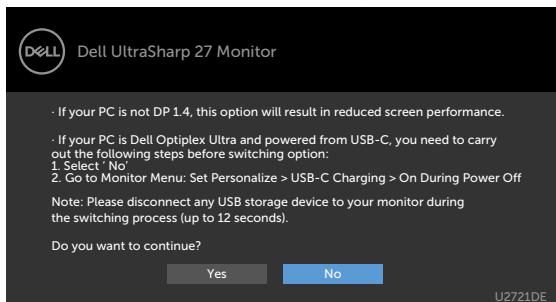 DELL
Dell UltraSharp 27 Monitor
· If your PC is not DP 1.4, this option will result in reduced screen performance.
· If your PC is Dell Optiplex Ultra and powered from USB-C, you need to carry
out the following steps before switching option:
1. Select ' No'
2. Go to Monitor Menu: Set Personalize > USB-C Charging > On During Power Off
Note: Please disconnect any USB storage device to your monitor during
the switching process (up to 12 seconds).
Do you want to continue?
Yes No
U2721DE